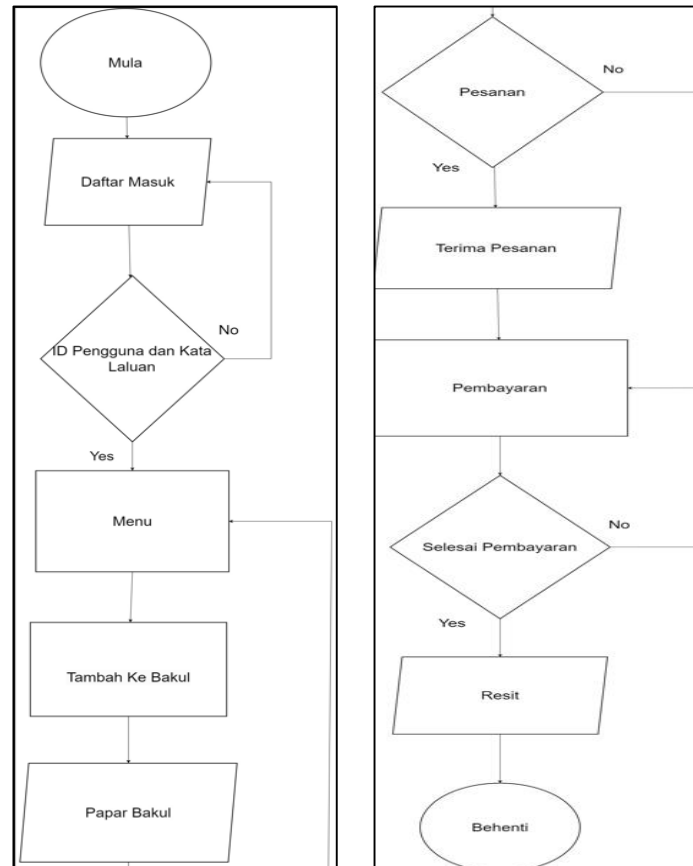 Mula
Daftar Masuk
No
ID Pengguna dan Kata
Laluan
Yes
Menu
Tambah Ke Bakul
Papar Bakul
No
Pesanan
Yes
Terima Pesanan
Pembayaran
No
Selesai Pembayaran
Yes
Resit
Behenti